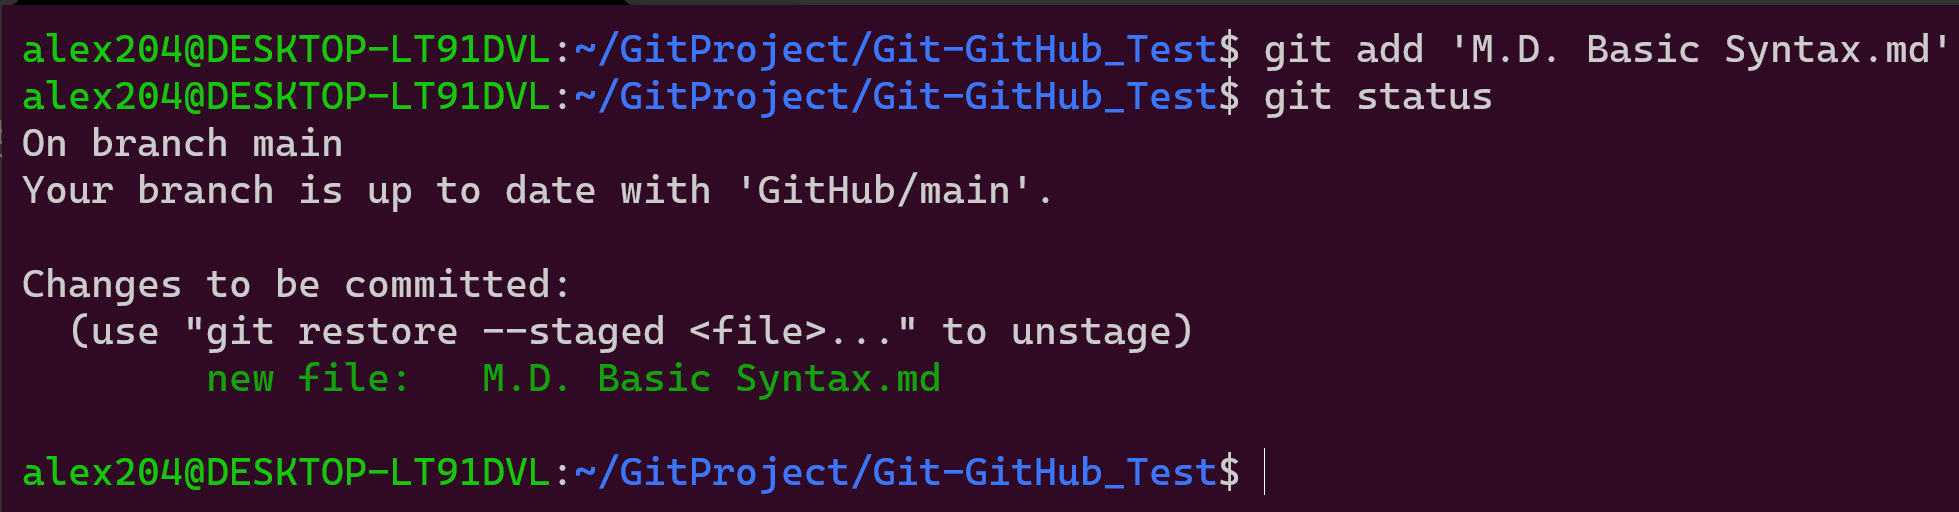 alex204@DESKTOP-LT91DVL:~/GitProject/Git-GitHub_Test$ git add 'M.D. Basic Syntax.md'
alex204@DESKTOP-LT91DVL:~/GitProject/Git-GitHub_Test$ git status
On branch main
Your branch is up to date with 'GitHub/main'.

Changes to be committed:
  (use "git restore --staged <file>..." to unstage)
        new file:   M.D. Basic Syntax.md

alex204@DESKTOP-LT91DVL:~/GitProject/Git-GitHub_Test$